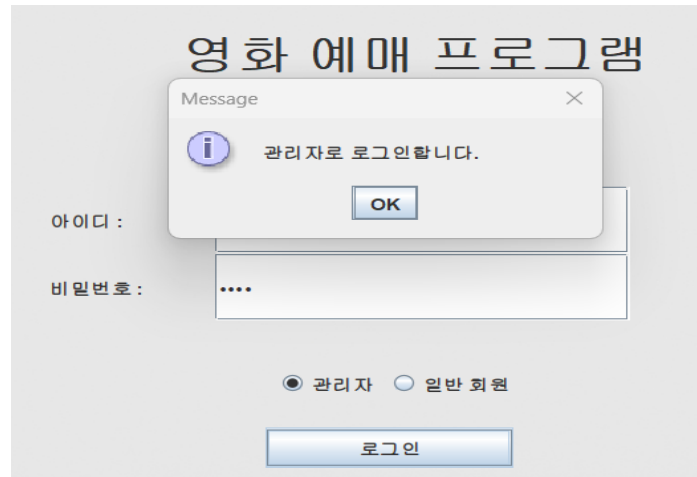 영화 예매 프로그램
Message
관리자로 로그인합니다.
OK
아이디 :
비밀번호 :
••••
관리자 일반 회원
로그인